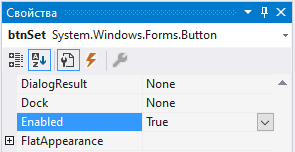 Свойства
btnSet System.Windows.Forms.Button
DialogResult None
Dock None
Enabled True
FlatAppearance